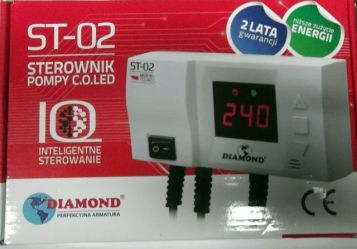 ST-02
STEROWNIK
POMPY C.O.LED
IQ
INTELIGENTNE
STEROWANIE
DIAMOND®
PERFEKCYJNA ARMATURA
2 LATA
gwarancji
niższe zużycie
ENERGII
ST-02
240
DIAMOND
CE